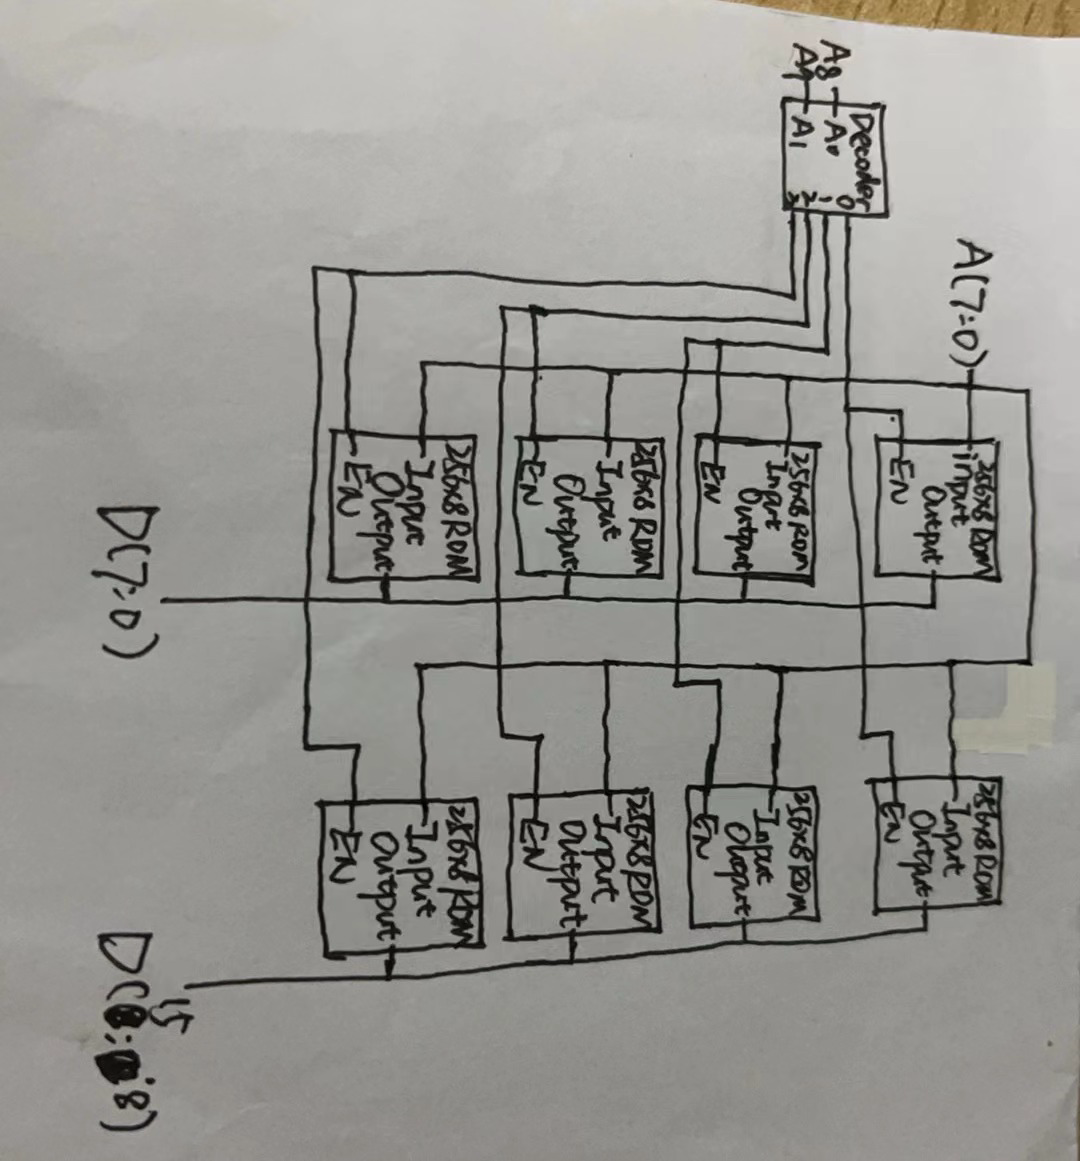 A(7:0)
256x8 ROM
input
Output
EN
256x8 ROM
Input
Output
EN
Decoder
0
A8
A0
1
A9
A1
2
3
256x8 ROM
Input
Output
EN
256x8 ROM
Input
Output
EN
256x8 ROM
Input
Output
EN
256x8 ROM
Input
Output
EN
256x8 ROM
Input
Output
EN
256x8 ROM
Input
Output
EN
D(7:0)
D(15:8)